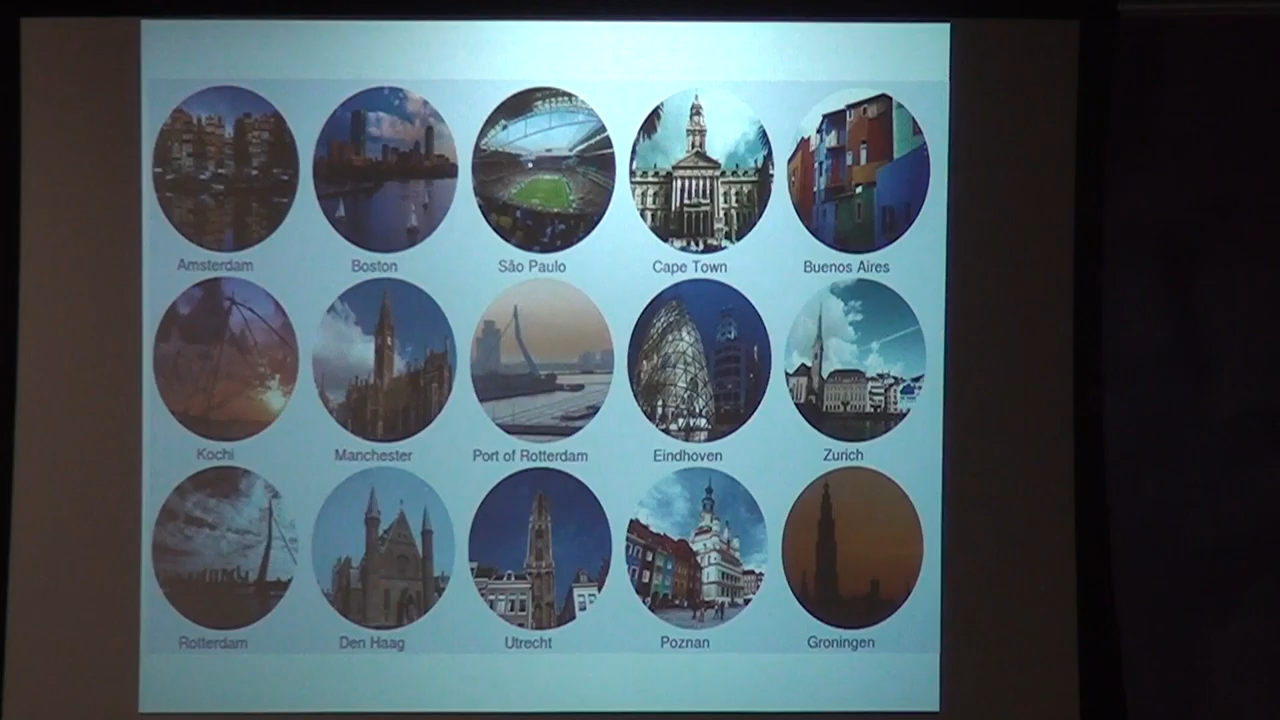 Amsterdam
Boston
São Paulo
Cape Town
Buenos Aires
Kochi
Manchester
Port of Rotterdam
Eindhoven
Zurich
Rotterdam
Den Haag
Utrecht
Poznan
Groningen